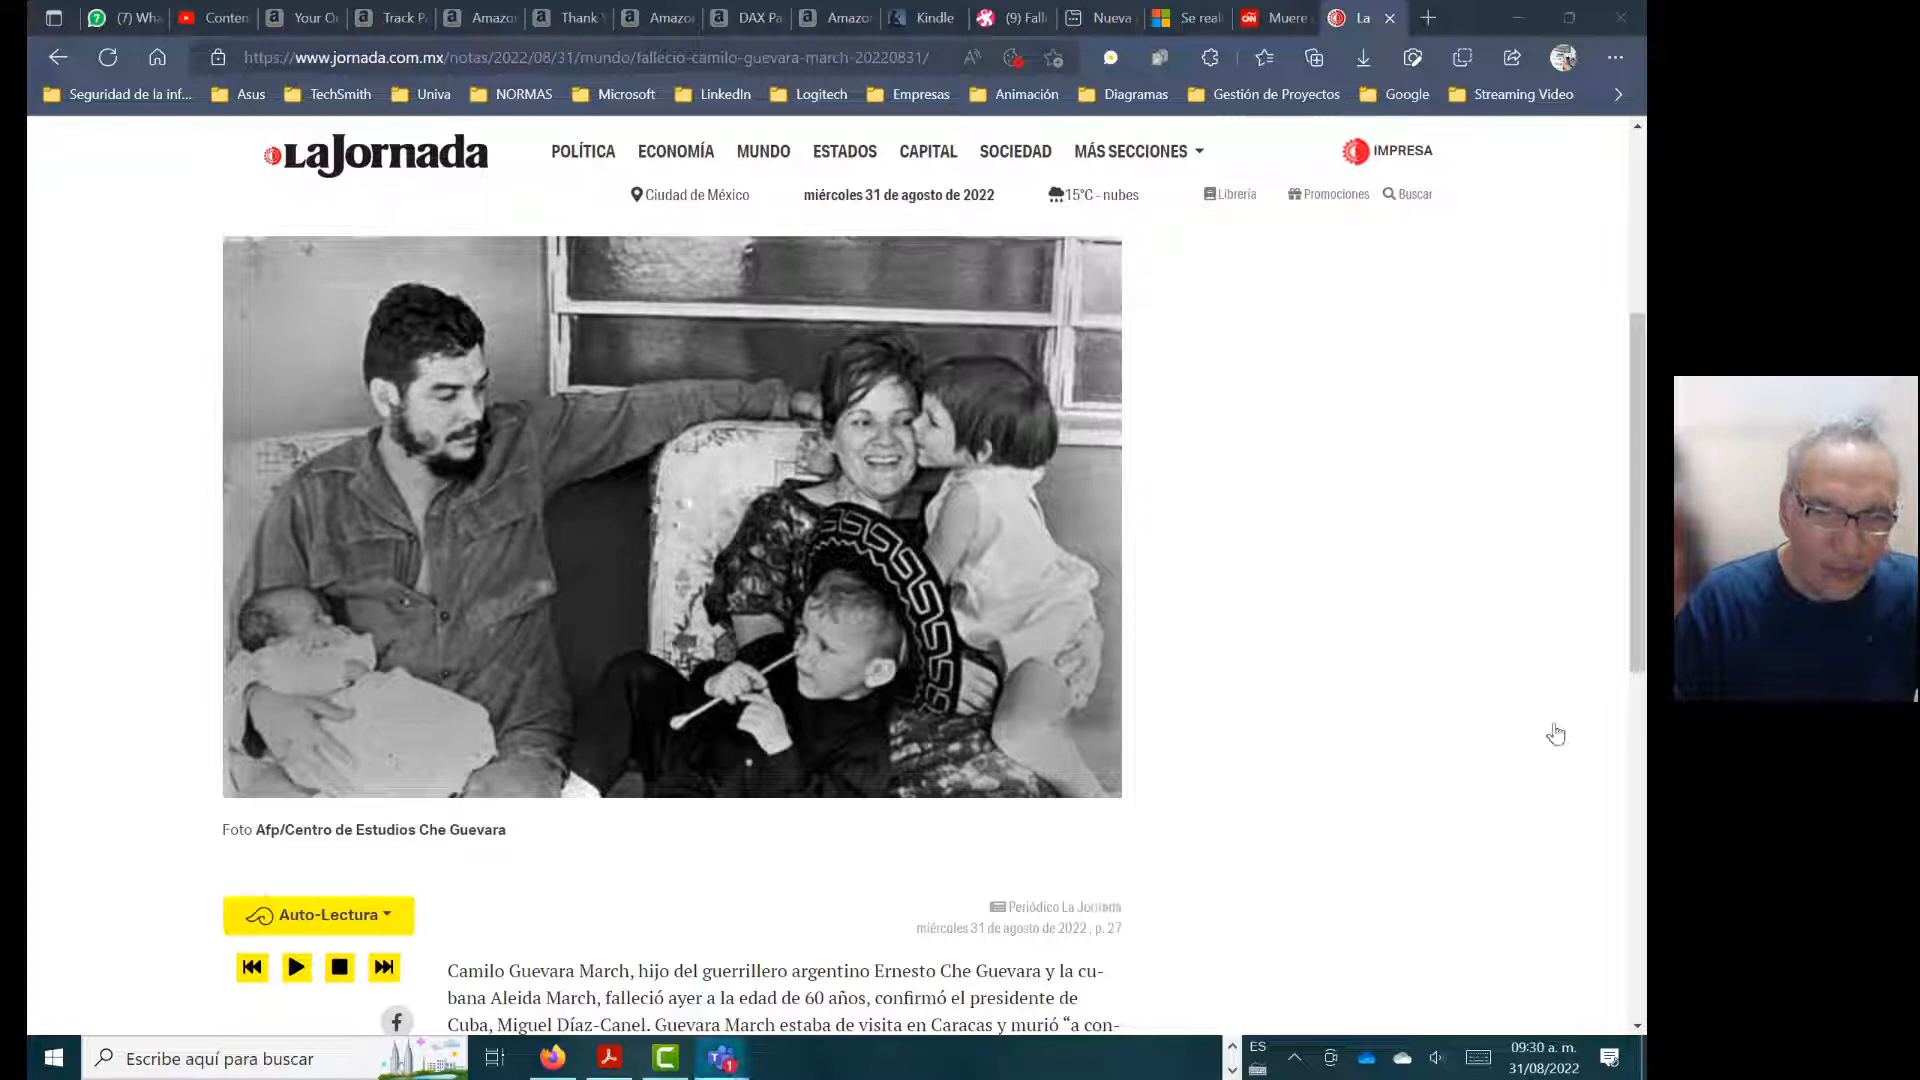 (7) Wha
Conten
Your O
Track P
Amazo
Thank
Amazo
DAX Pa
Amazo
Kindle
(9) Fall
Nueva
Se real
Muere
La
https://www.jornada.com.mx/notas/2022/08/31/mundo/fallecio-camilo-guevara-march-20220831/
Seguridad de la inf... Asus TechSmith Univa NORMAS Microsoft LinkedIn Logitech Empresas Animación Diagramas Gestión de Proyectos Google Streaming Video
LaJornada
POLÍTICA ECONOMÍA MUNDO ESTADOS CAPITAL SOCIEDAD MÁS SECCIONES IMPRESA
Ciudad de México miércoles 31 de agosto de 2022 15°C - nubes Librería Promociones Buscar
Foto Afp/Centro de Estudios Che Guevara
Auto-Lectura
Periódico La Jornada
miércoles 31 de agosto de 2022 , p. 27
Camilo Guevara March, hijo del guerrillero argentino Ernesto Che Guevara y la cu-
bana Aleida March, falleció ayer a la edad de 60 años, confirmó el presidente de
Cuba, Miguel Díaz-Canel. Guevara March estaba de visita en Caracas y murió “a con-
Escribe aquí para buscar
ES
09:30 a. m.
31/08/2022